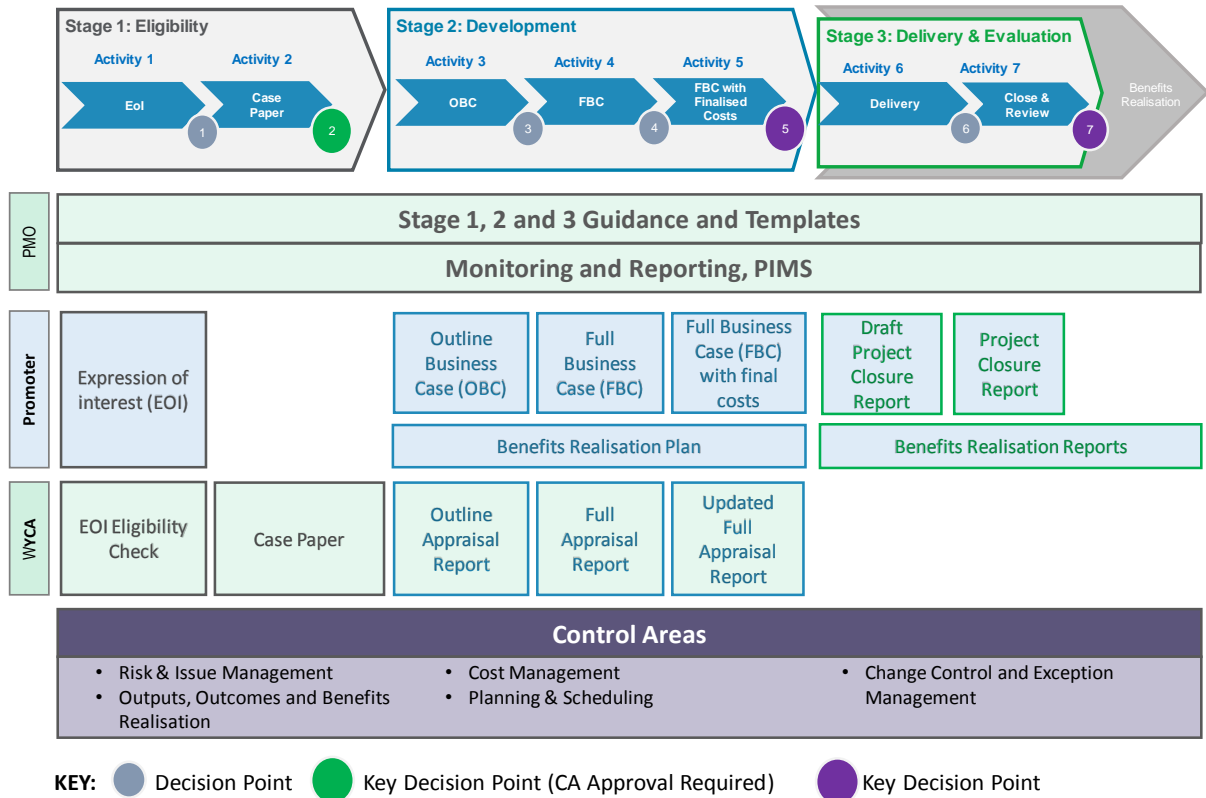 Stage 1: Eligibility
Activity 1
Activity 2
EoI
Case
Paper
1
2
Stage 2: Development
Activity 3
Activity 4
Activity 5
OBC
FBC
FBC with
Finalised
Costs
3
4
5
Stage 3: Delivery & Evaluation
Activity 6
Activity 7
Delivery
Close &
Review
6
7
Benefits
Realisation
PMO
Stage 1, 2 and 3 Guidance and Templates
Monitoring and Reporting, PIMS
Promoter
Expression of
interest (EOI)
Outline
Business
Case (OBC)
Full
Business
Case (FBC)
Full Business
Case (FBC)
with final
costs
Draft
Project
Closure
Report
Project
Closure
Report
Benefits Realisation Plan
Benefits Realisation Reports
WYCA
EOI Eligibility
Check
Case Paper
Outline
Appraisal
Report
Full
Appraisal
Report
Updated
Full
Appraisal
Report
Control Areas
• Risk & Issue Management
• Outputs, Outcomes and Benefits
Realisation
• Cost Management
• Planning & Scheduling
• Change Control and Exception
Management
KEY:
Decision Point
Key Decision Point (CA Approval Required)
Key Decision Point